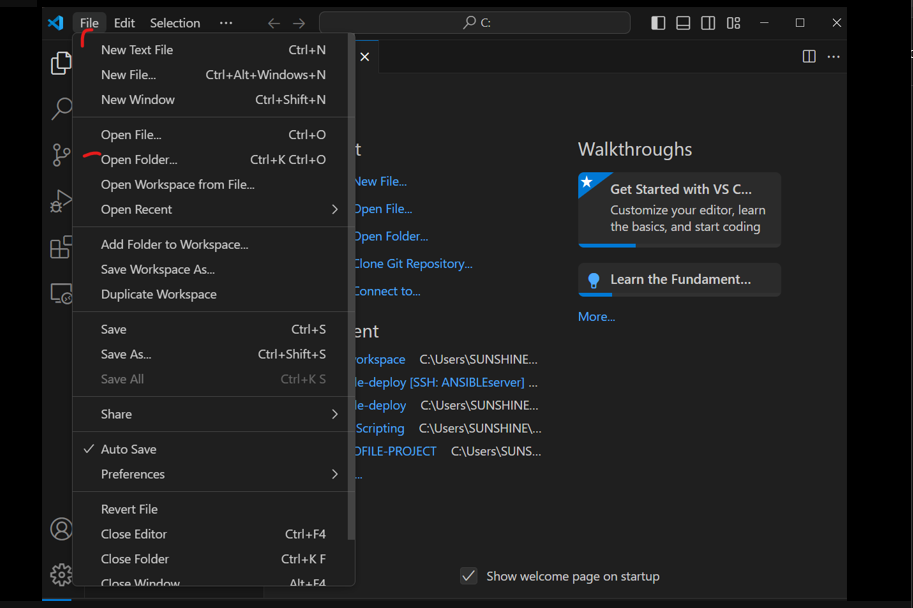 File Edit Selection ··· C:
New Text File Ctrl+N
New File... Ctrl+Alt+Windows+N
New Window Ctrl+Shift+N
Open File... Ctrl+O
Open Folder... Ctrl+K Ctrl+O
Open Workspace from File...
Open Recent
Add Folder to Workspace...
Save Workspace As...
Duplicate Workspace
Save Ctrl+S
Save As... Ctrl+Shift+S
Save All Ctrl+K S
Share
Auto Save
Preferences
Revert File
Close Editor Ctrl+F4
Close Folder Ctrl+K F
Close Window Alt+F4
t
New File...
Open File...
Open Folder...
Clone Git Repository...
Connect to...
ent
orkspace C:\Users\SUNSHINE...
le-deploy [SSH: ANSIBLEserver] ...
le-deploy C:\Users\SUNSHINE...
Scripting C:\Users\SUNSHINE\...
OFILE-PROJECT C:\Users\SUNS...
...
Walkthroughs
Get Started with VS C...
Customize your editor, learn
the basics, and start coding
Learn the Fundament...
More...
Show welcome page on startup